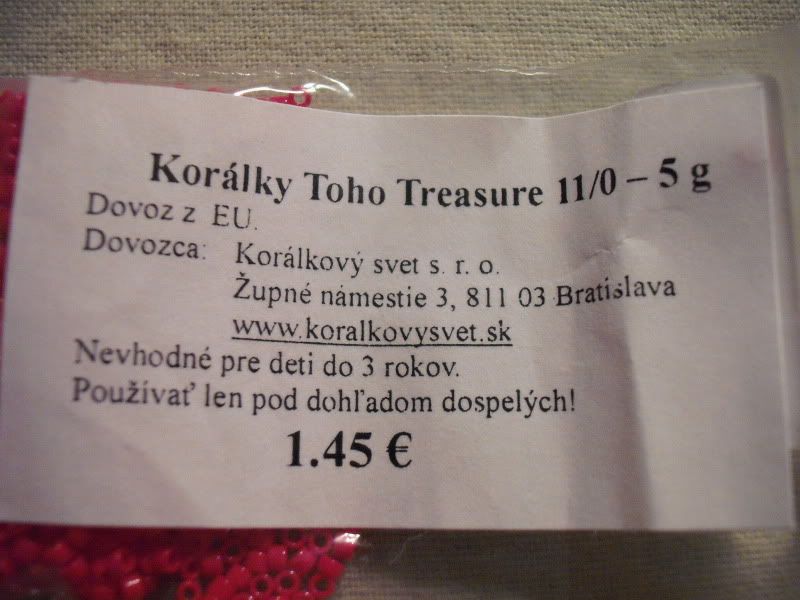 Korálky Toho Treasure 11/0 – 5 g
Dovoz z EU.
Dovozca: Korálkový svet s. r. o.
Župné námestie 3, 811 03 Bratislava
www.koralkovysvet.sk
Nevhodné pre deti do 3 rokov.
Používať len pod dohľadom dospelých!
1.45 €